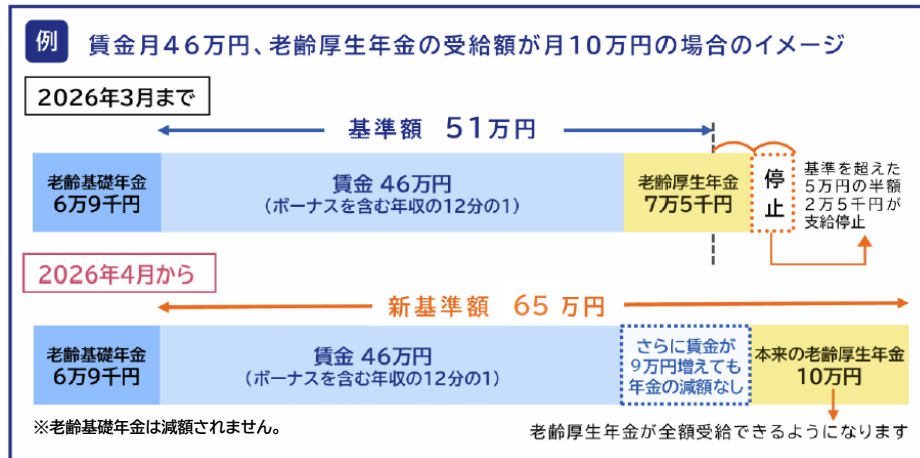 例 賃金月46万円、老齢厚生年金の受給額が月10万円の場合のイメージ
2026年3月まで
基準額 51万円
老齢基礎年金
6万9千円
賃金 46万円
（ボーナスを含む年収の12分の1）
老齢厚生年金
7万5千円
停止
基準を超えた
5万円の半額
2万5千円が
支給停止
2026年4月から
新基準額 65万円
老齢基礎年金
6万9千円
賃金 46万円
（ボーナスを含む年収の12分の1）
さらに賃金が
9万円増えても
年金の減額なし
本来の老齢厚生年金
10万円
※老齢基礎年金は減額されません。
老齢厚生年金が全額受給できるようになります